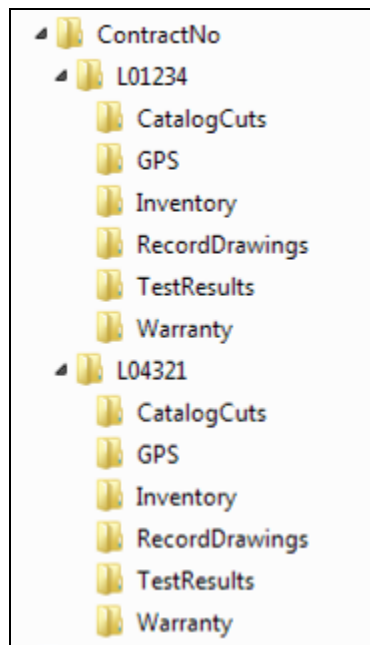 ContractNo
L01234
CatalogCuts
GPS
Inventory
RecordDrawings
TestResults
Warranty
L04321
CatalogCuts
GPS
Inventory
RecordDrawings
TestResults
Warranty